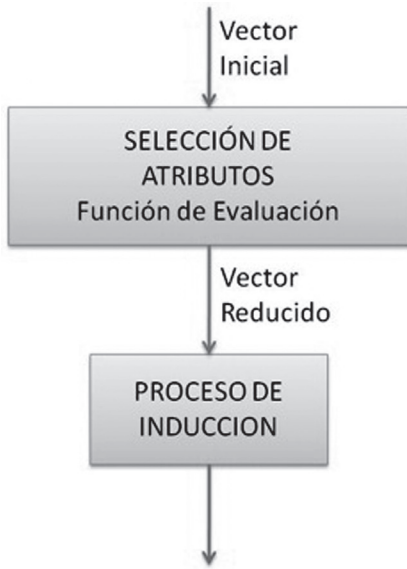 Vector
Inicial
SELECCIÓN DE
ATRIBUTOS
Función de Evaluación
Vector
Reducido
PROCESO DE
INDUCCION